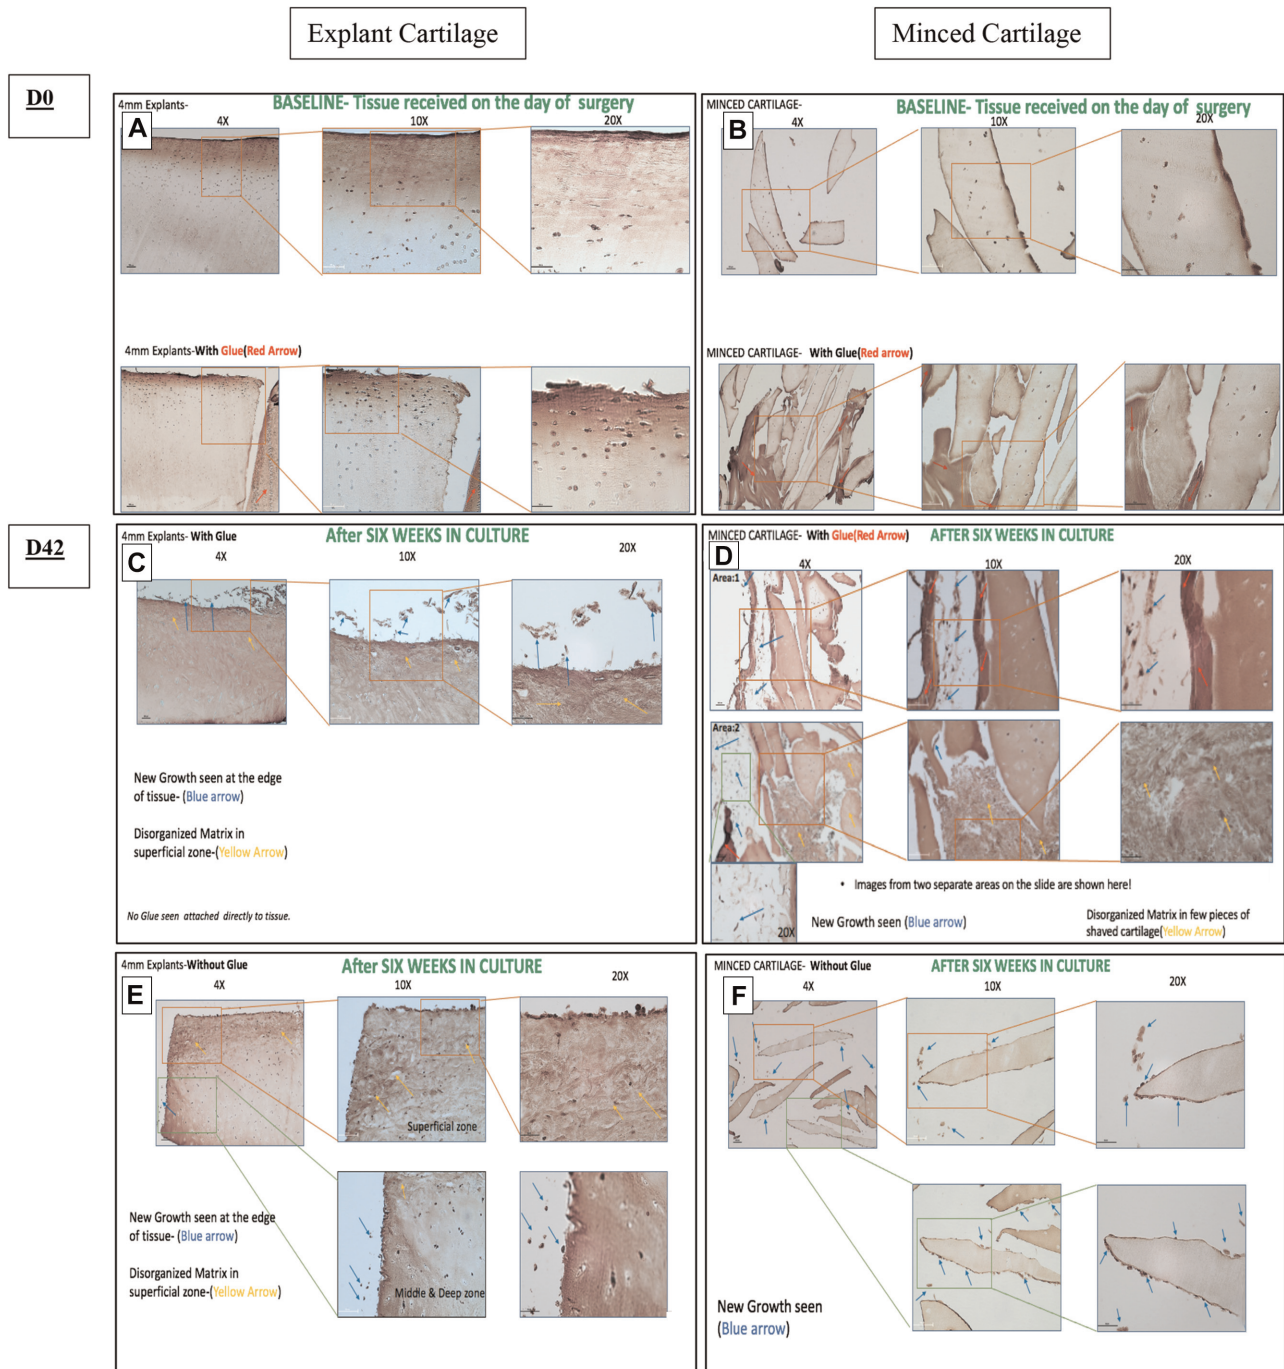 Explant Cartilage
Minced Cartilage
D0
4mm Explants-
BASELINE- Tissue received on the day of surgery
A
4X
10X
20X
4mm Explants-With Glue(Red Arrow)
MINCED CARTILAGE-
BASELINE- Tissue received on the day of surgery
B
4X
10X
20X
MINCED CARTILAGE- With Glue(Red arrow)
D42
4mm Explants- With Glue
After SIX WEEKS IN CULTURE
C
4X
10X
20X
New Growth seen at the edge
of tissue- (Blue arrow)
Disorganized Matrix in
superficial zone-(Yellow Arrow)
No Glue seen attached directly to tissue.
MINCED CARTILAGE- With Glue(Red Arrow)
AFTER SIX WEEKS IN CULTURE
D
4X
10X
20X
Area:1
Area:2
20X
• Images from two separate areas on the slide are shown here!
New Growth seen (Blue arrow)
Disorganized Matrix in few pieces of
shaved cartilage(Yellow Arrow)
4mm Explants-Without Glue
After SIX WEEKS IN CULTURE
E
4X
10X
20X
Superficial zone
Middle & Deep zone
New Growth seen at the edge
of tissue- (Blue arrow)
Disorganized Matrix in
superficial zone-(Yellow Arrow)
MINCED CARTILAGE- Without Glue
AFTER SIX WEEKS IN CULTURE
F
4X
10X
20X
New Growth seen
(Blue arrow)